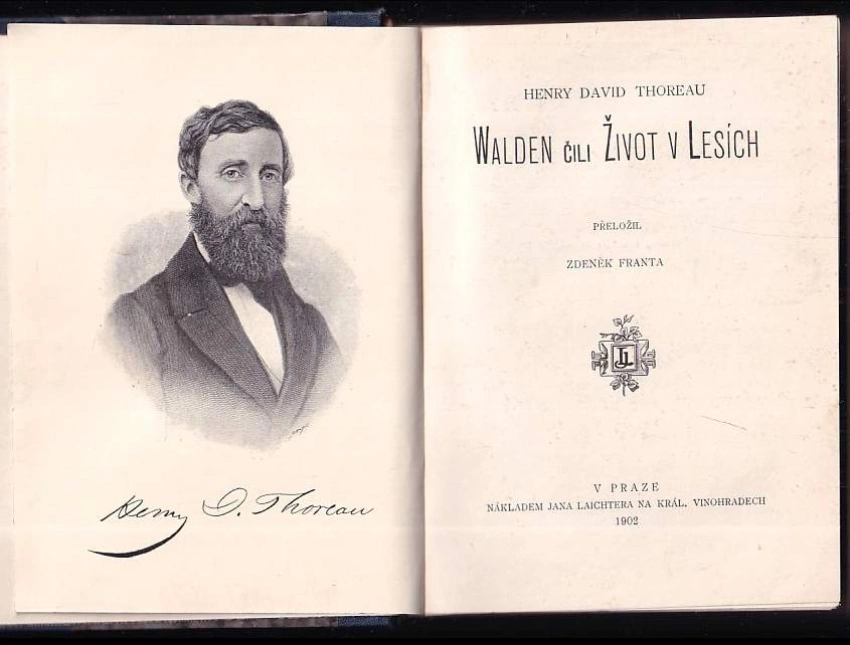 Henry D. Thoreau
HENRY DAVID THOREAU
WALDEN ČILI ŽIVOT V LESÍCH
PŘELOŽIL
ZDENĚK FRANTA
JL
V PRAZE
NÁKLADEM JANA LAICHTERA NA KRÁL. VINOHRADECH
1902